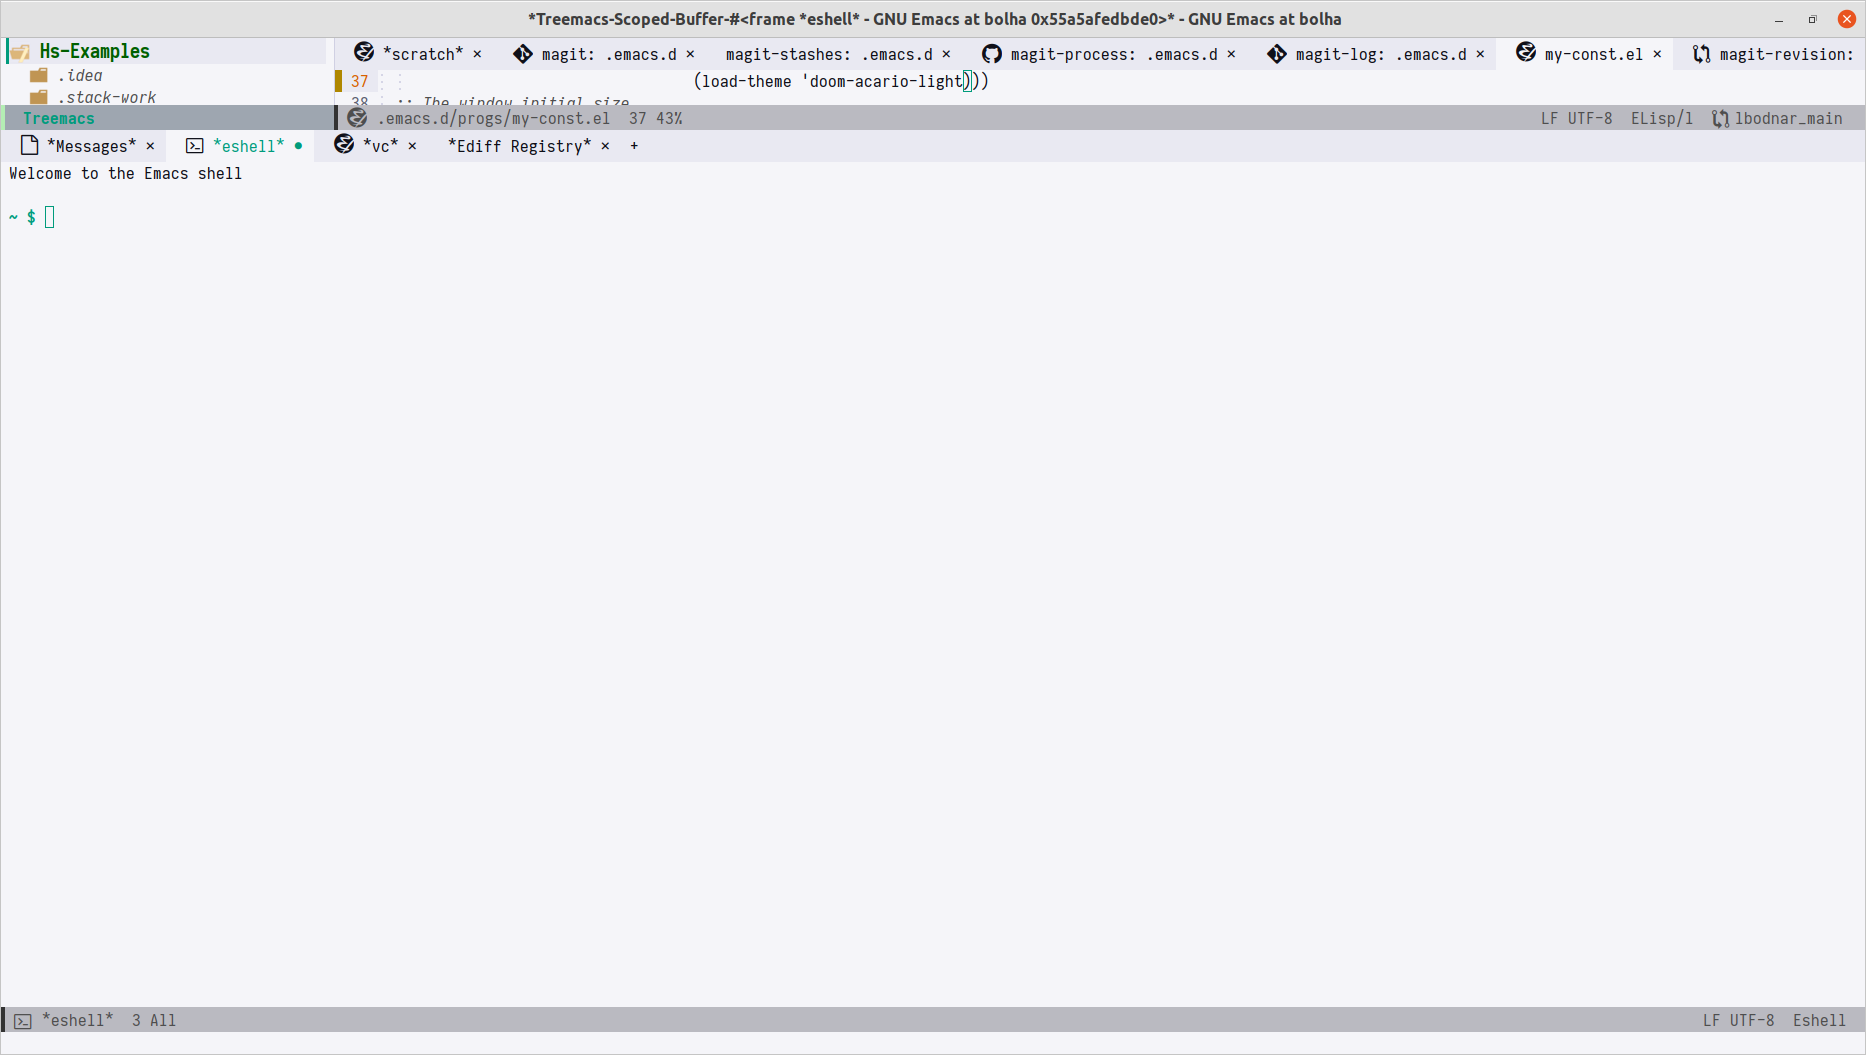 *Treemacs-Scoped-Buffer-#<frame *eshell* - GNU Emacs at bolha 0x55a5afedbde0>* - GNU Emacs at bolha
Hs-Examples
.idea
.stack-work
Treemacs
*scratch* × magit: .emacs.d × magit-stashes: .emacs.d × magit-process: .emacs.d × magit-log: .emacs.d × my-const.el × magit-revision:
37 (load-theme 'doom-acario-light)))
38 ;; The window initial size
.emacs.d/progs/my-const.el 37 43% LF UTF-8 ELisp/l lbodnar_main
*Messages* × *eshell* ● *vc* × *Ediff Registry* × +
Welcome to the Emacs shell
~ $
*eshell* 3 All LF UTF-8 Eshell